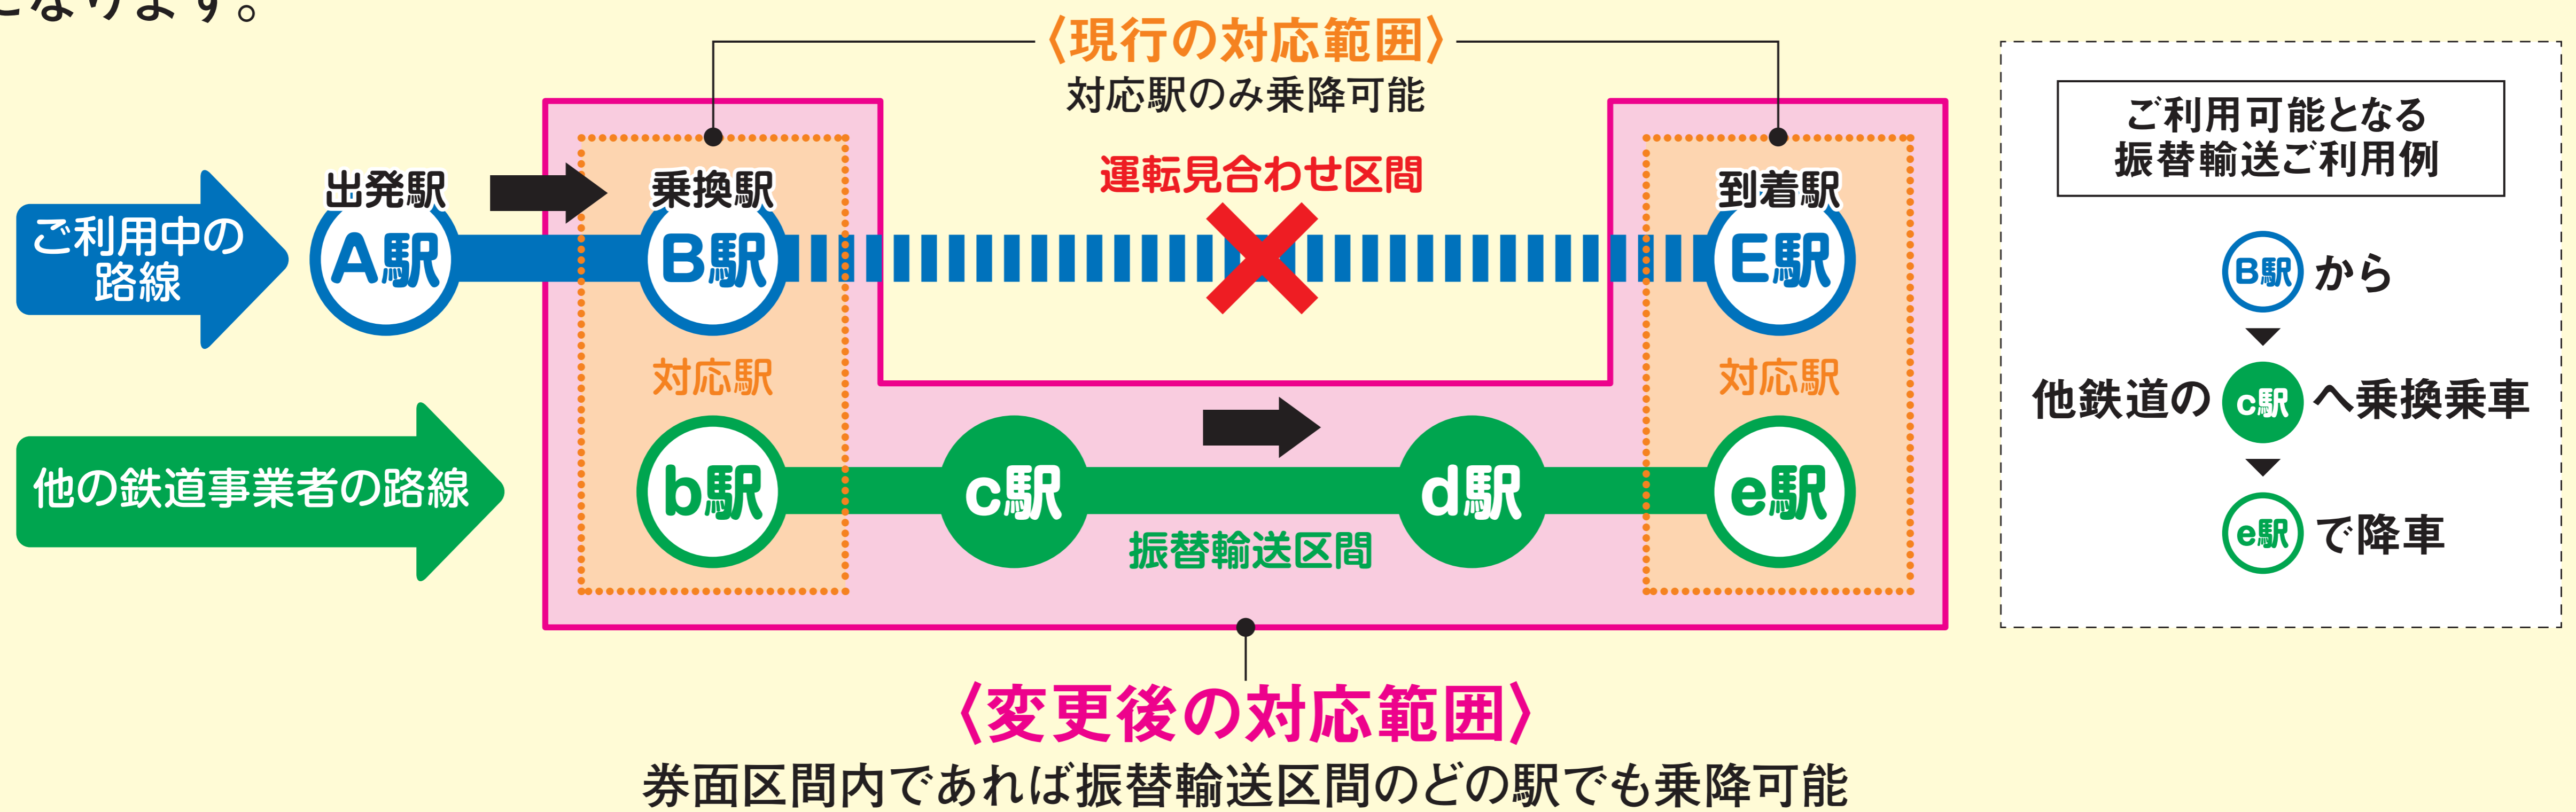 になります。
〈現行の対応範囲〉
対応駅のみ乗降可能
運転見合わせ区間
ご利用中の
路線
出発駅
A駅
乗換駅
B駅
到着駅
E駅
対応駅
対応駅
他の鉄道事業者の路線
b駅
c駅
d駅
e駅
振替輸送区間
〈変更後の対応範囲〉
券面区間内であれば振替輸送区間のどの駅でも乗降可能
ご利用可能となる
振替輸送ご利用例
B駅から
他鉄道のc駅へ乗換乗車
e駅で降車